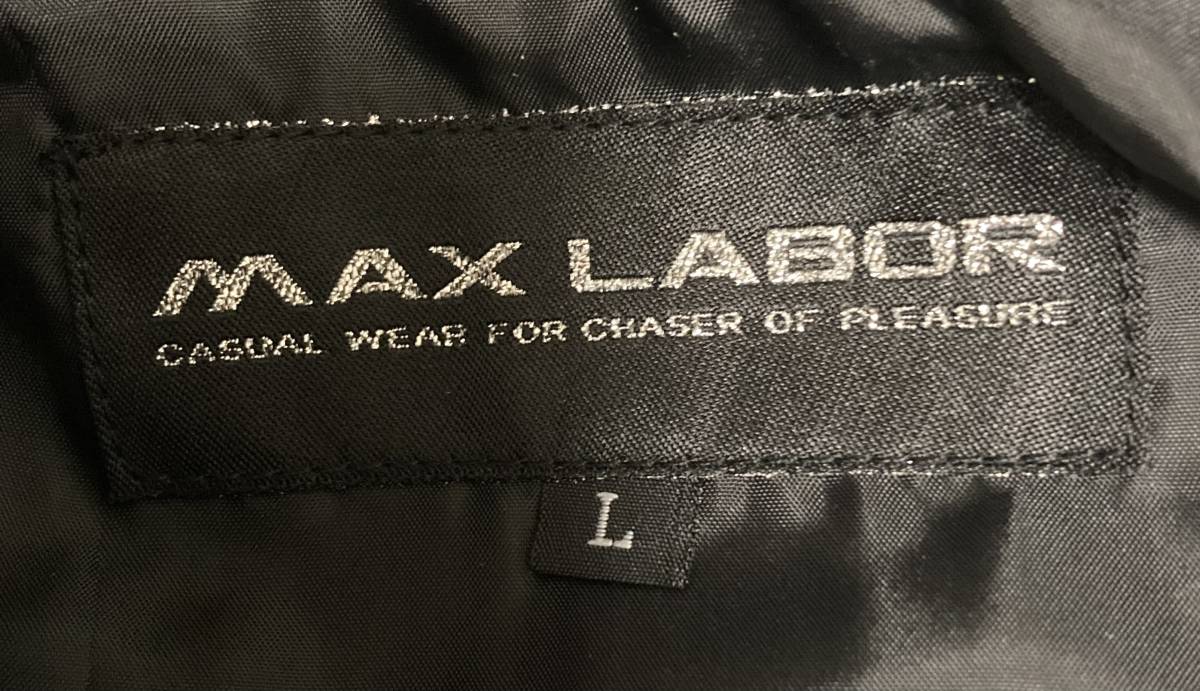 MAX LABOR
CASUAL WEAR FOR CHASER OF PLEASURE
L